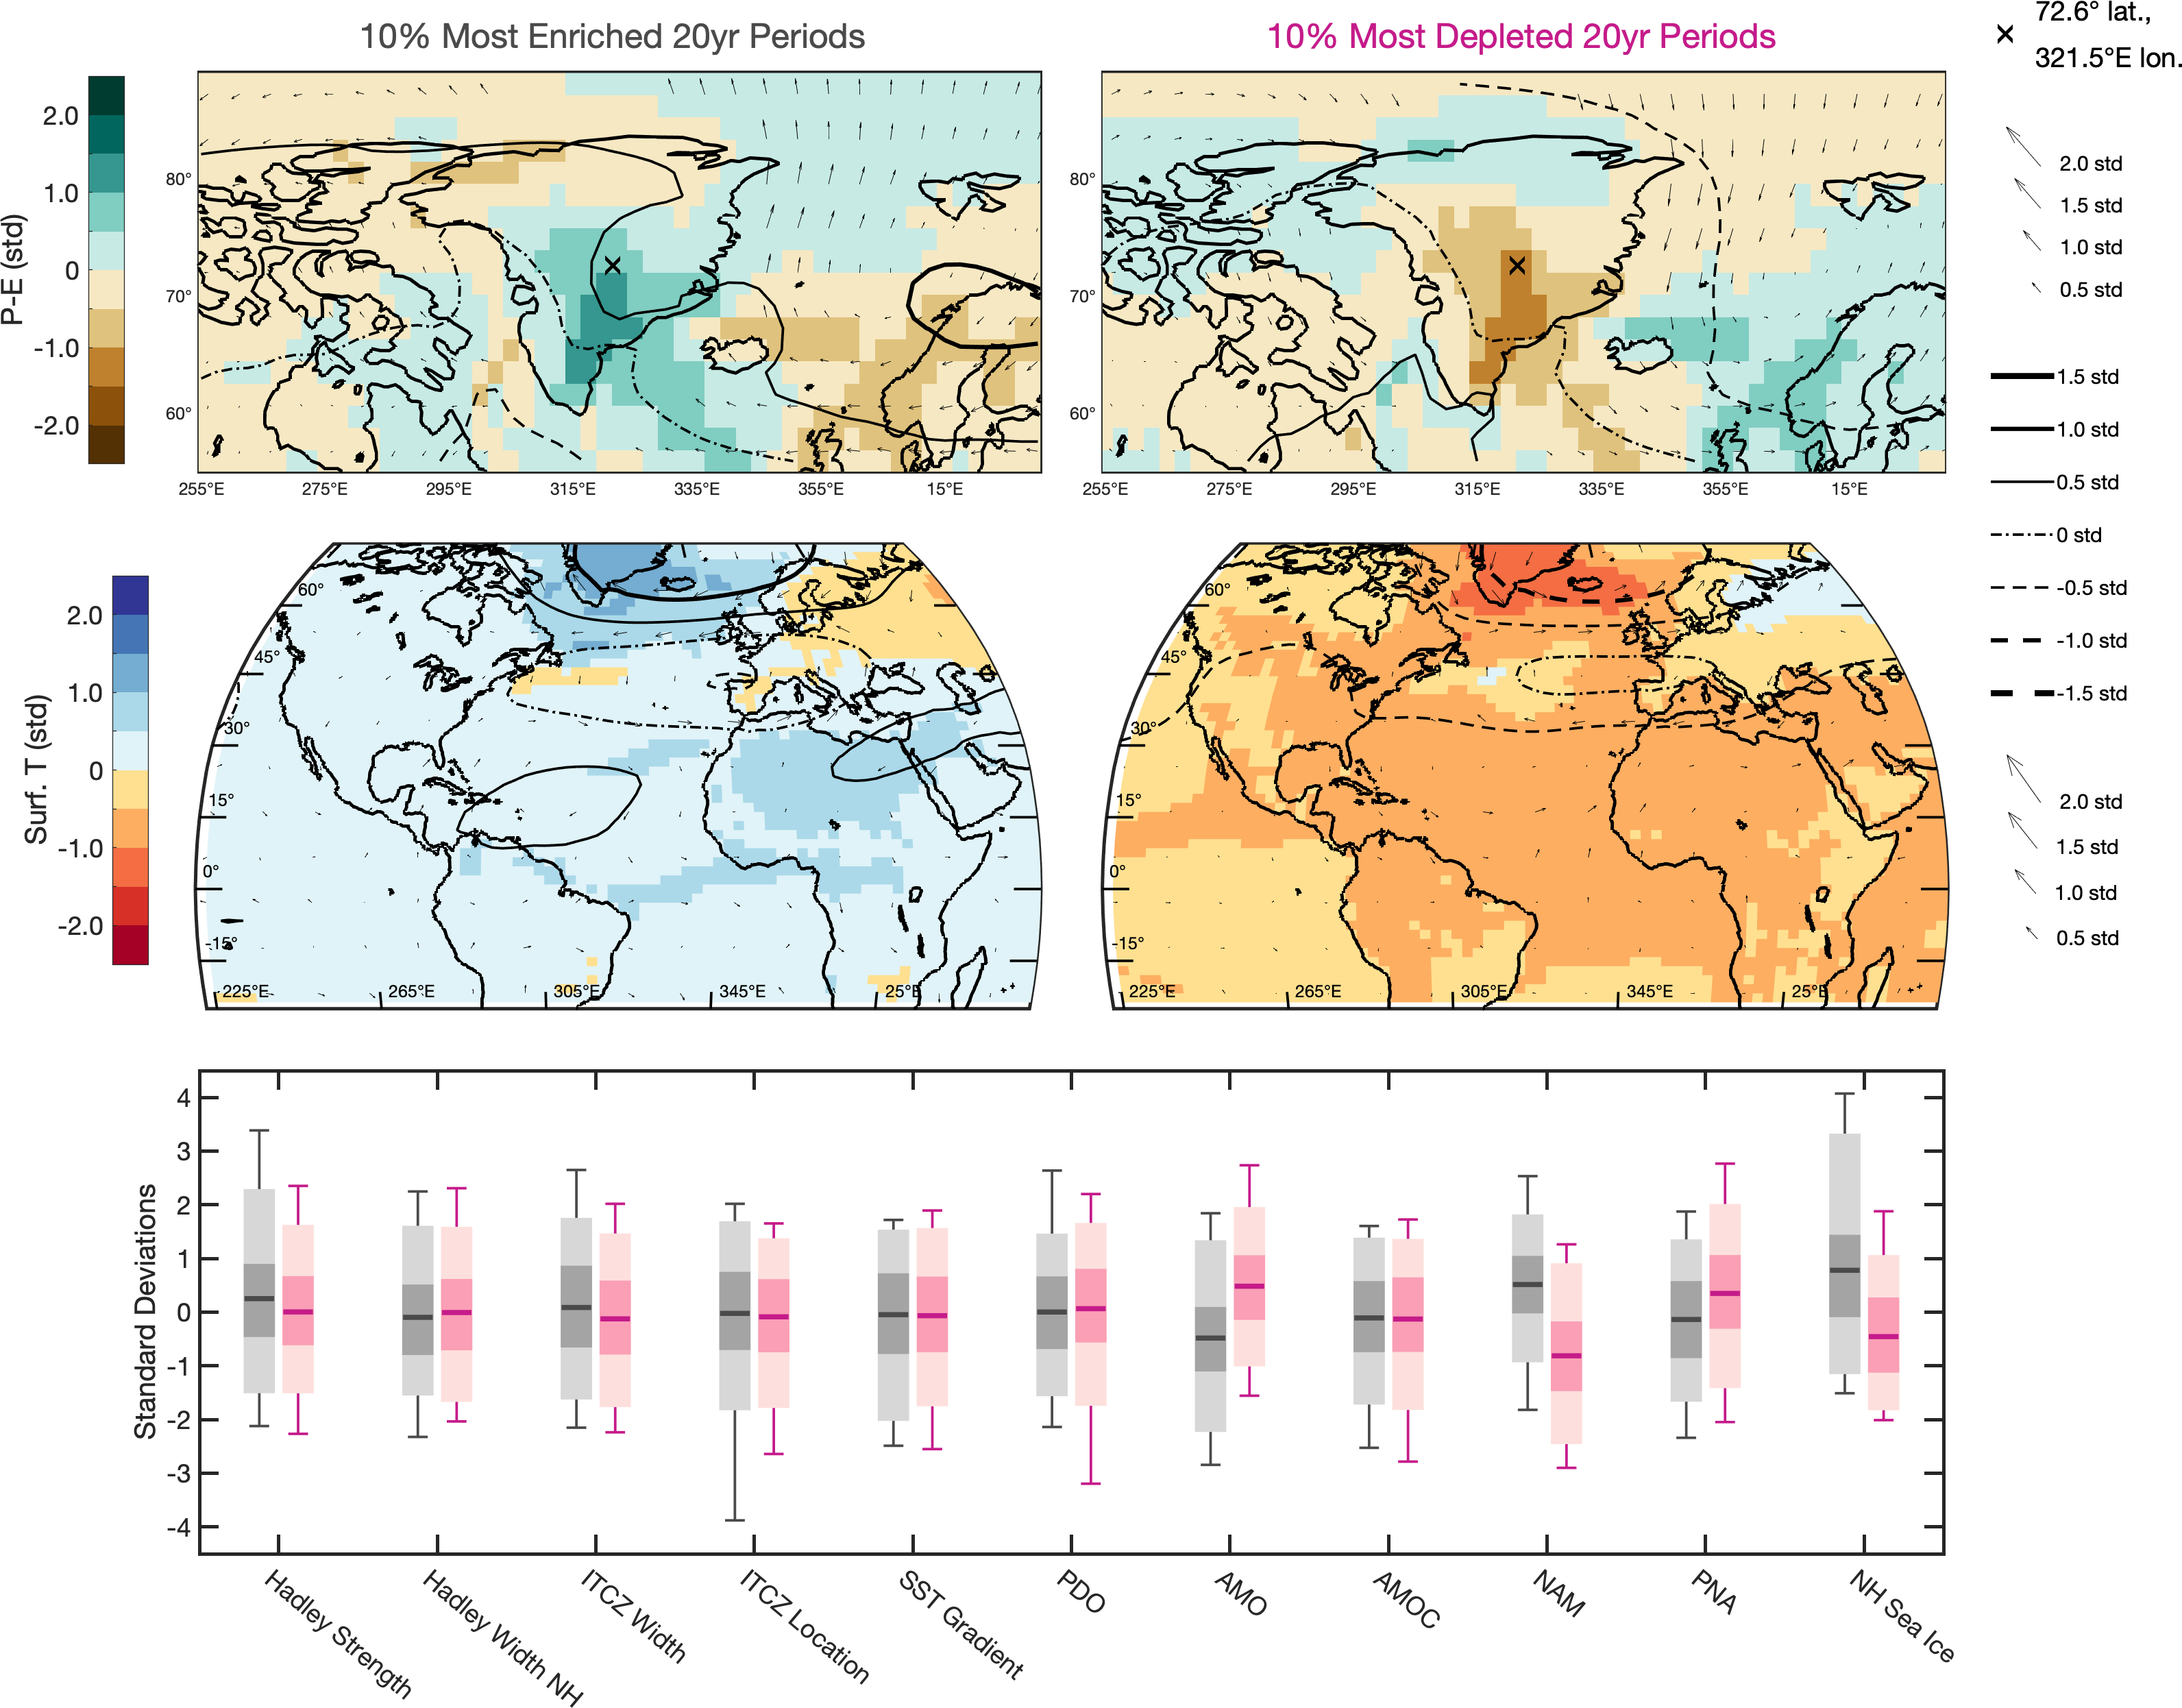 10% Most Enriched 20yr Periods
10% Most Depleted 20yr Periods
72.6° lat.,
321.5°E lon.
P-E (std)
2.0
1.0
0
-1.0
-2.0
80°
70°
60°
255°E
275°E
295°E
315°E
335°E
355°E
15°E
80°
70°
60°
255°E
275°E
295°E
315°E
335°E
355°E
15°E
2.0 std
1.5 std
1.0 std
0.5 std
1.5 std
1.0 std
0.5 std
0 std
-0.5 std
-1.0 std
-1.5 std
Surf. T (std)
2.0
1.0
0
-1.0
-2.0
60°
45°
30°
15°
0°
-15°
225°E
265°E
305°E
345°E
25°E
60°
45°
30°
15°
0°
-15°
225°E
265°E
305°E
345°E
25°E
2.0 std
1.5 std
1.0 std
0.5 std
Standard Deviations
4
3
2
1
0
-1
-2
-3
-4
Hadley Strength
Hadley Width NH
ITCZ Width
ITCZ Location
SST Gradient
PDO
AMO
AMOC
NAM
PNA
NH Sea Ice